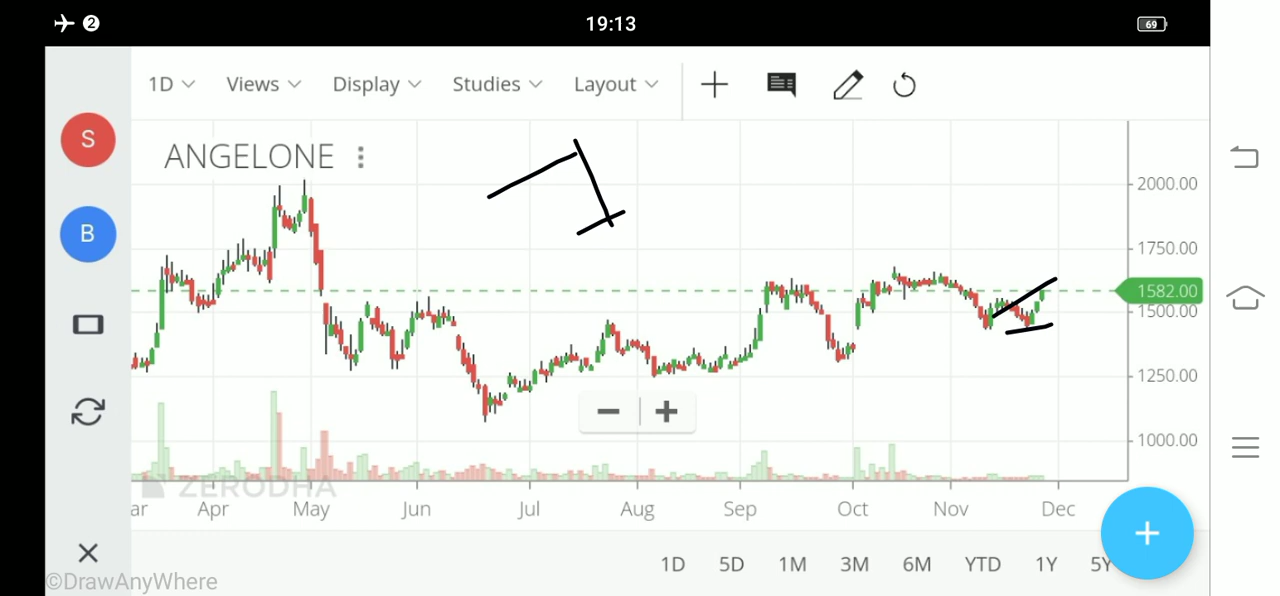 2 19:13 69
1D Views Display Studies Layout
S
ANGELONE
2000.00
B
1750.00
1582.00
1500.00
1250.00
1000.00
ZERODHA
ar Apr May Jun Jul Aug Sep Oct Nov Dec
1D 5D 1M 3M 6M YTD 1Y 5Y
©DrawAnyWhere